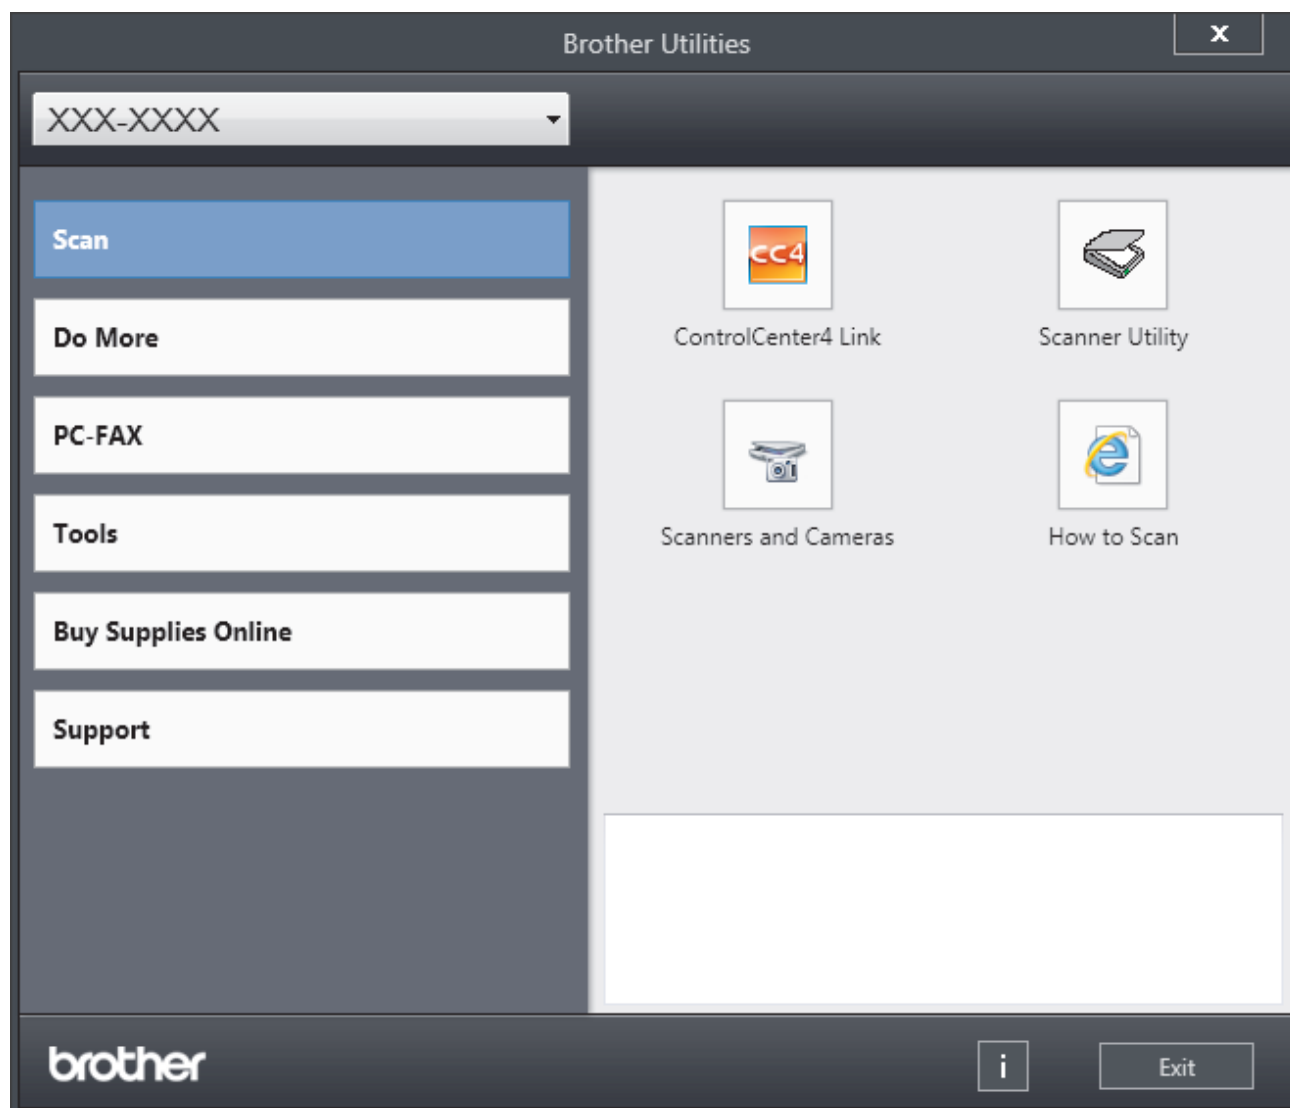 Brother Utilities
x
XXX-XXXX
Scan
Do More
PC-FAX
Tools
Buy Supplies Online
Support
CC4
ControlCenter4 Link
Scanner Utility
Scanners and Cameras
How to Scan
brother
i
Exit